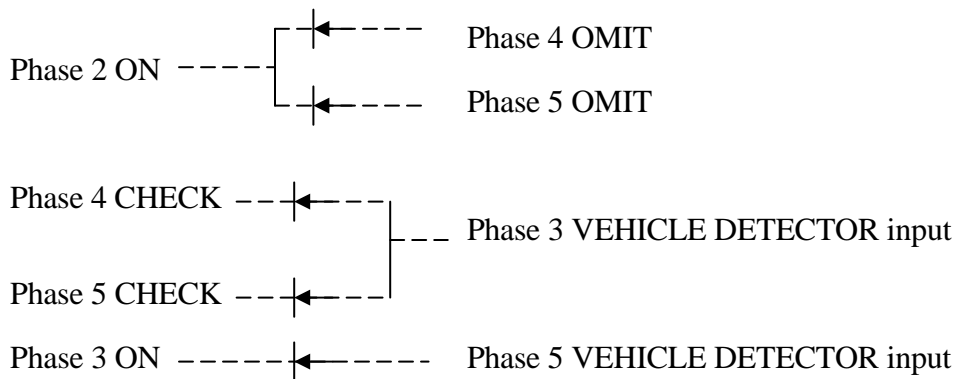 Phase 4 OMIT
Phase 2 ON
Phase 5 OMIT
Phase 4 CHECK
Phase 3 VEHICLE DETECTOR input
Phase 5 CHECK
Phase 3 ON
Phase 5 VEHICLE DETECTOR input